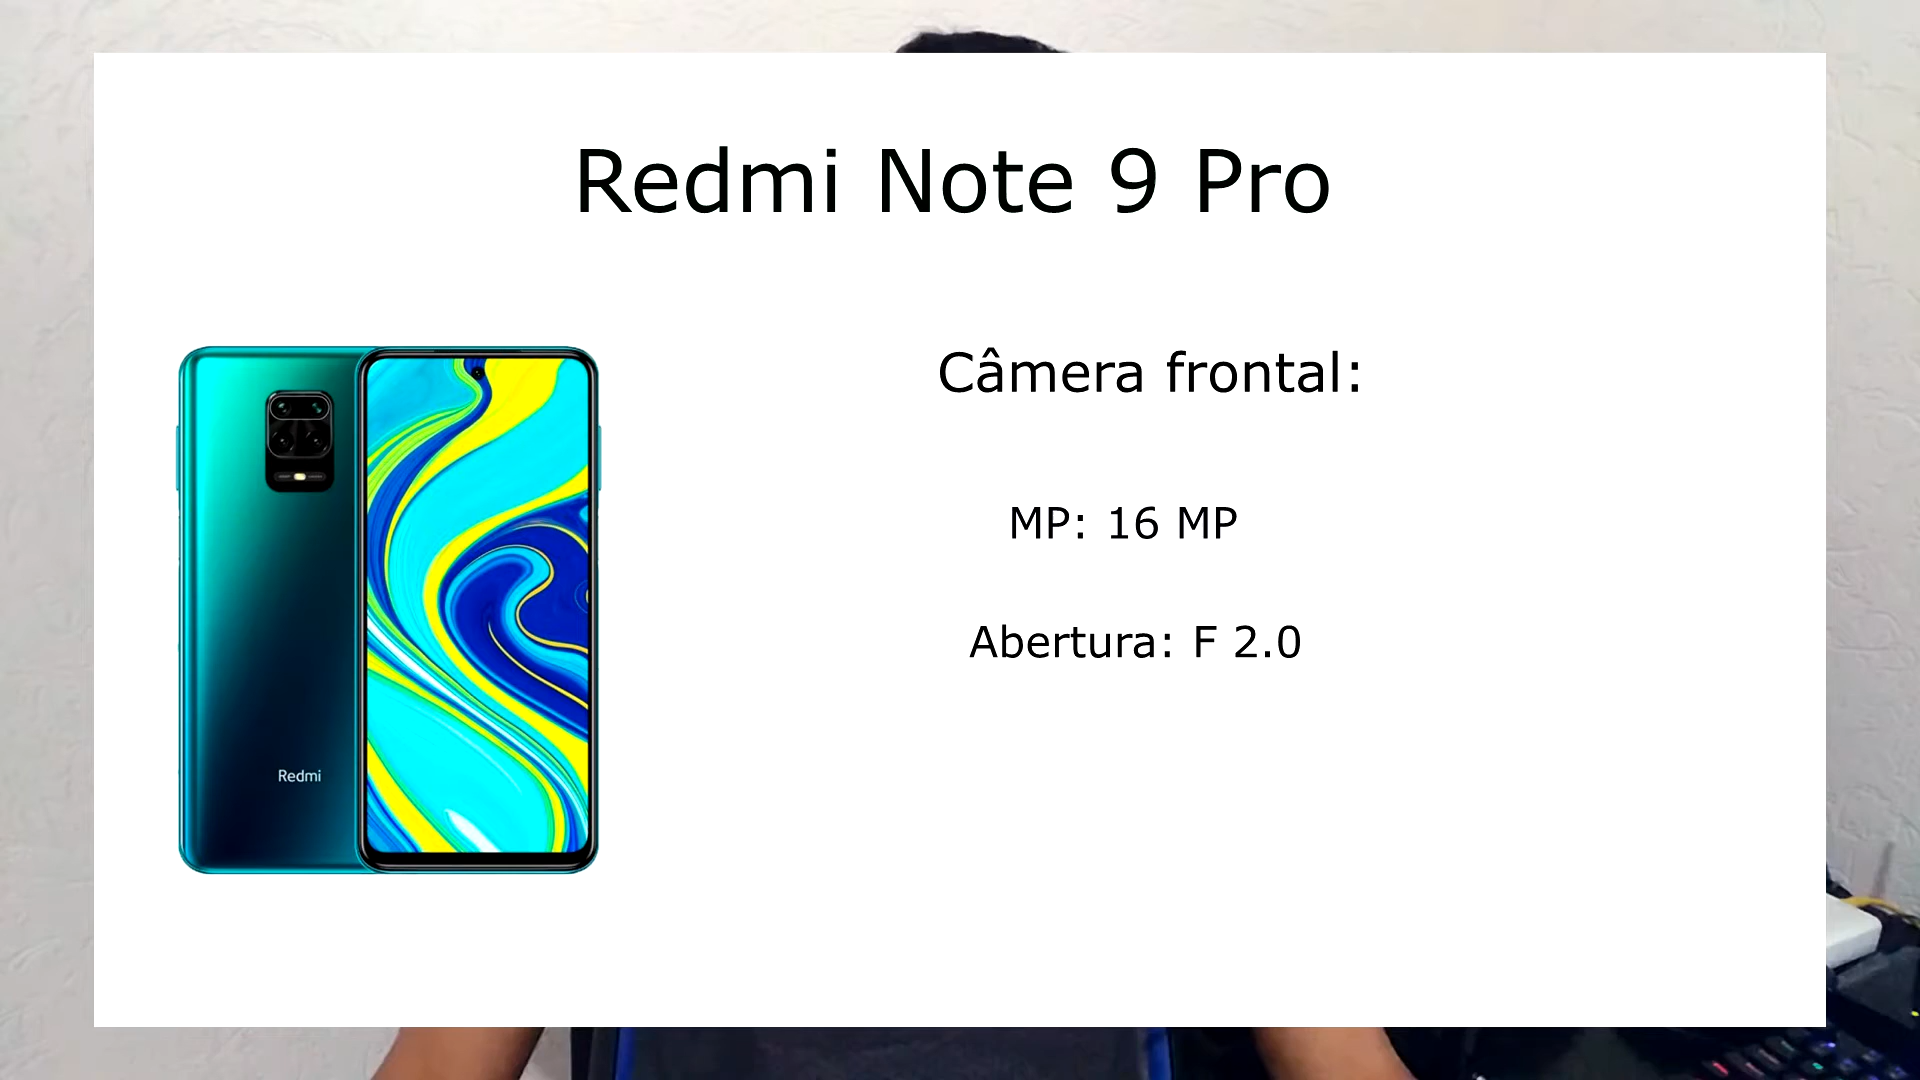 Redmi Note 9 Pro
Câmera frontal:
MP: 16 MP
Abertura: F 2.0
Redmi